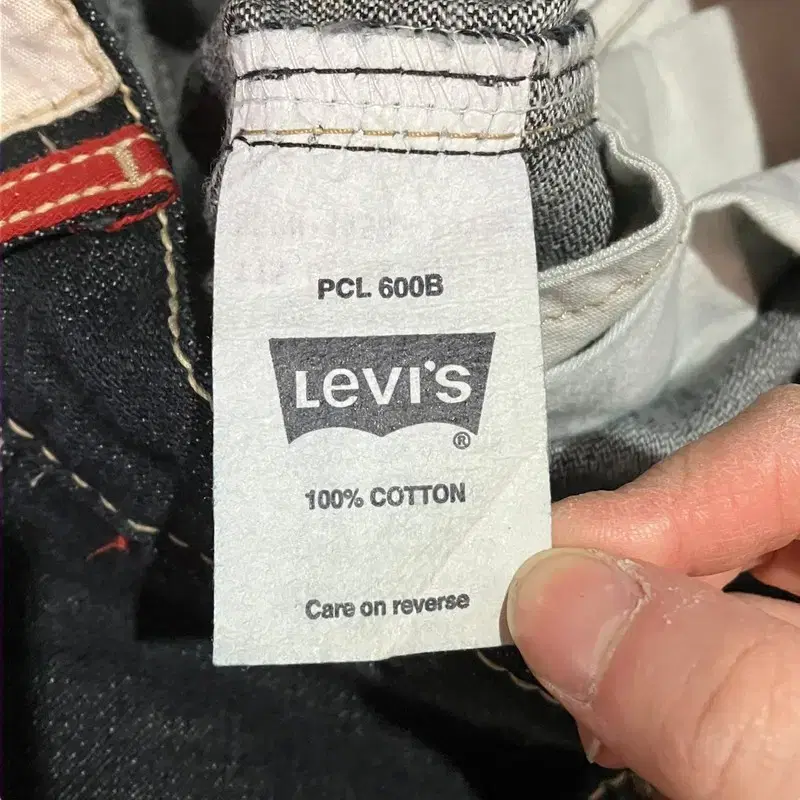 PCL 600B
LEVI'S
®
100% COTTON
Care on reverse